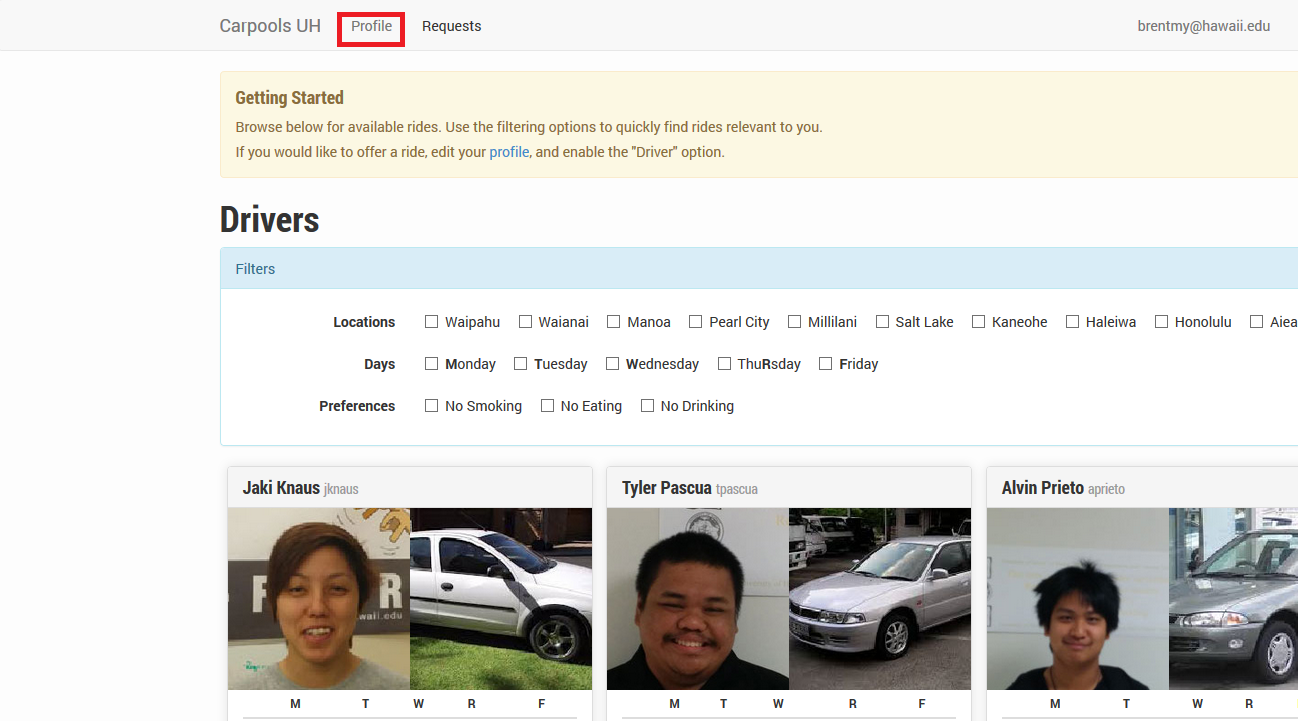 Carpools UH Profile Requests brentmy@hawaii.edu
Getting Started
Browse below for available rides. Use the filtering options to quickly find rides relevant to you.
If you would like to offer a ride, edit your profile, and enable the "Driver" option.
Drivers
Filters
Locations Waipahu Waianai Manoa Pearl City Millilani Salt Lake Kaneohe Haleiwa Honolulu Aiea
Days Monday Tuesday Wednesday ThuRsday Friday
Preferences No Smoking No Eating No Drinking
Jaki Knaus jknaus Tyler Pascua tpascua Alvin Prieto aprieto
waii.edu
M T W R F M T W R F M T W R